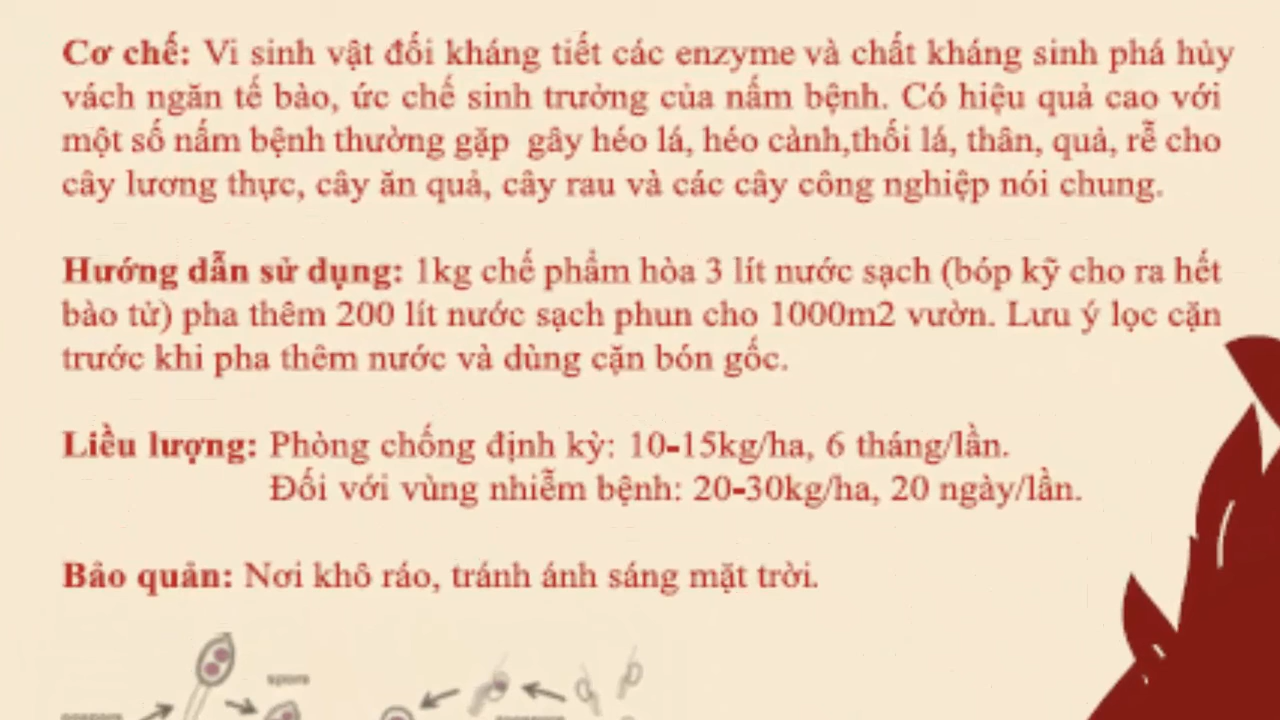 Cơ chế: Vi sinh vật đối kháng tiết các enzyme và chất kháng sinh phá hủy
vách ngăn tế bào, ức chế sinh trưởng của nấm bệnh. Có hiệu quả cao với
một số nấm bệnh thường gặp gây héo lá, héo cành,thối lá, thân, quả, rễ cho
cây lương thực, cây ăn quả, cây rau và các cây công nghiệp nói chung.
Hướng dẫn sử dụng: 1kg chế phẩm hòa 3 lít nước sạch (bóp kỹ cho ra hết
bào tử) pha thêm 200 lít nước sạch phun cho 1000m2 vườn. Lưu ý lọc cặn
trước khi pha thêm nước và dùng cặn bón gốc.
Liều lượng: Phòng chống định kỳ: 10-15kg/ha, 6 tháng/lần.
Đối với vùng nhiễm bệnh: 20-30kg/ha, 20 ngày/lần.
Bảo quản: Nơi khô ráo, tránh ánh sáng mặt trời.
spora